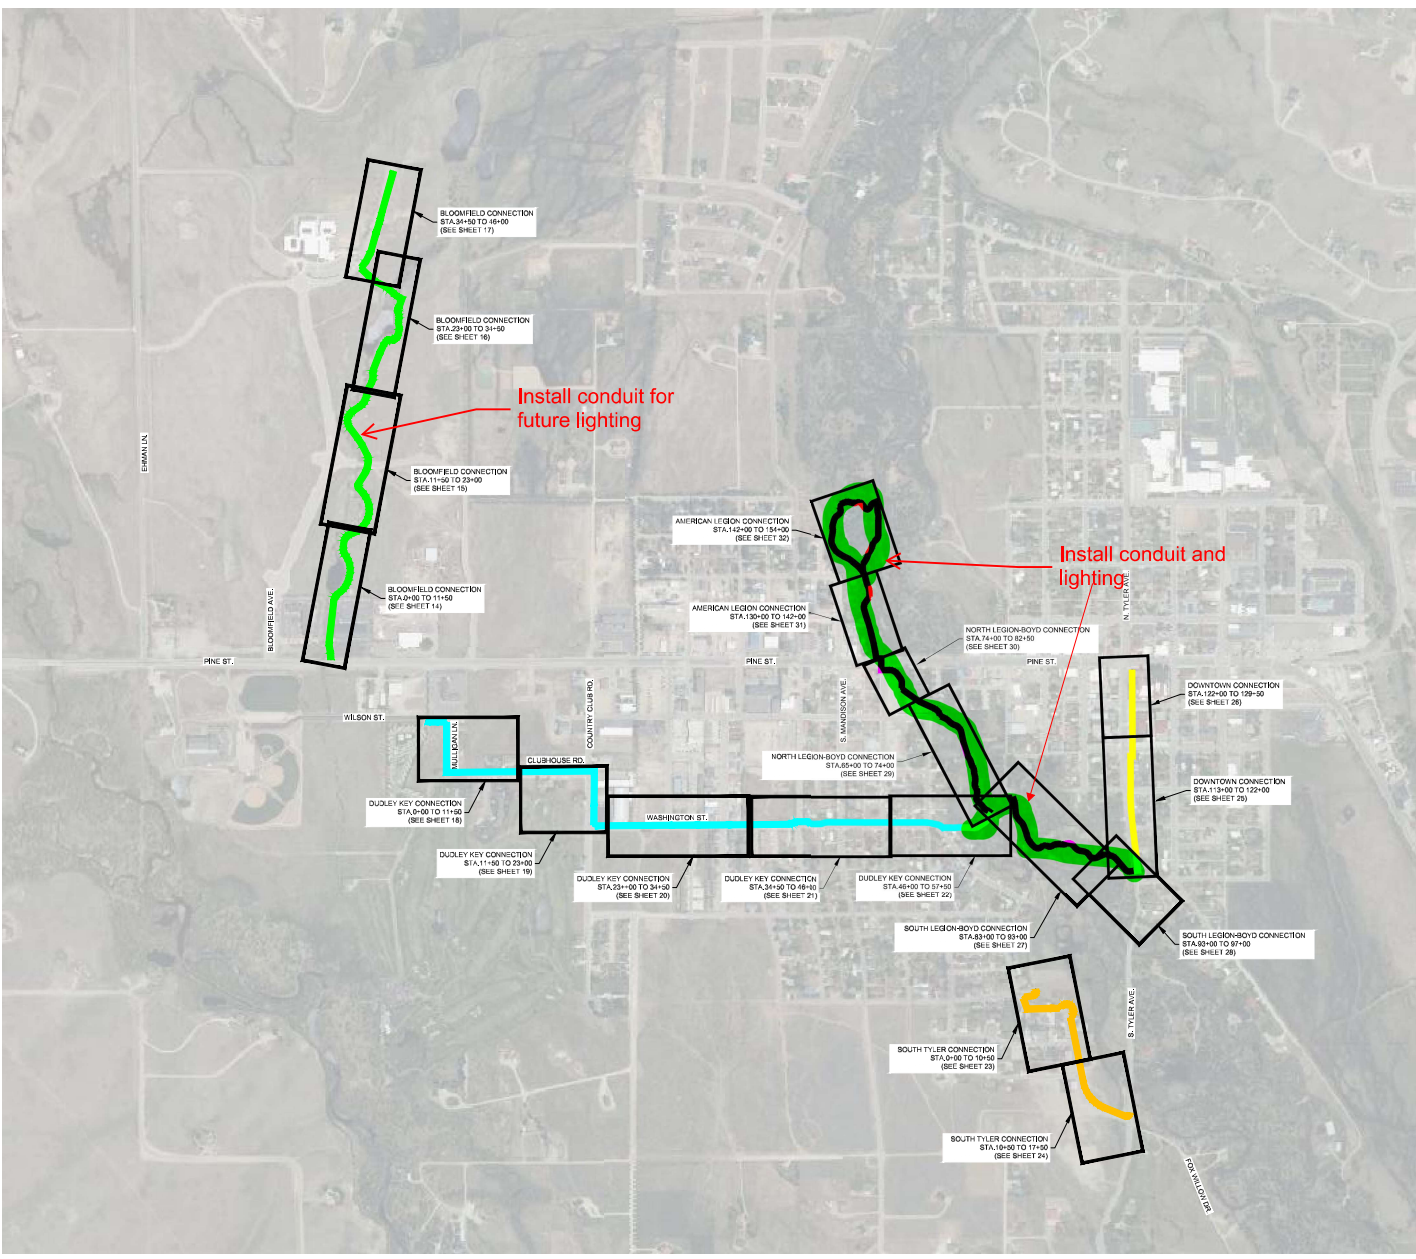 BLOOMFIELD CONNECTION
STA.34+50 TO 46+00
(SEE SHEET 17)
BLOOMFIELD CONNECTION
STA.23+00 TO 34+50
(SEE SHEET 16)
Install conduit for
future lighting
EHMAN LN.
BLOOMFIELD CONNECTION
STA.11+50 TO 23+00
(SEE SHEET 15)
AMERICAN LEGION CONNECTION
STA.142+00 TO 154+00
(SEE SHEET 32)
Install conduit and
lighting
N. TYLER AVE.
BLOOMFIELD AVE.
BLOOMFIELD CONNECTION
STA.0+00 TO 11+50
(SEE SHEET 14)
AMERICAN LEGION CONNECTION
STA.130+00 TO 142+00
(SEE SHEET 31)
NORTH LEGION-BOYD CONNECTION
STA.74+00 TO 82+50
(SEE SHEET 30)
PINE ST.
PINE ST.
PINE ST.
DOWNTOWN CONNECTION
STA.122+00 TO 129+50
(SEE SHEET 26)
COUNTRY CLUB RD.
S. MANDISON AVE.
WILSON ST.
MULLIGAN LN.
CLUBHOUSE RD.
NORTH LEGION-BOYD CONNECTION
STA.65+00 TO 74+00
(SEE SHEET 29)
DOWNTOWN CONNECTION
STA.113+00 TO 122+00
(SEE SHEET 25)
DUDLEY KEY CONNECTION
STA.0+00 TO 11+50
(SEE SHEET 18)
WASHINGTON ST.
DUDLEY KEY CONNECTION
STA.11+50 TO 23+00
(SEE SHEET 19)
DUDLEY KEY CONNECTION
STA.23++00 TO 34+50
(SEE SHEET 20)
DUDLEY KEY CONNECTION
STA.34+50 TO 46+00
(SEE SHEET 21)
DUDLEY KEY CONNECTION
STA.46+00 TO 57+50
(SEE SHEET 22)
SOUTH LEGION-BOYD CONNECTION
STA.83+00 TO 93+00
(SEE SHEET 27)
SOUTH LEGION-BOYD CONNECTION
STA.93+00 TO 97+00
(SEE SHEET 28)
S. TYLER AVE.
SOUTH TYLER CONNECTION
STA.0+00 TO 10+50
(SEE SHEET 23)
SOUTH TYLER CONNECTION
STA.10+50 TO 17+50
(SEE SHEET 24)
FOX WILLOW DR.